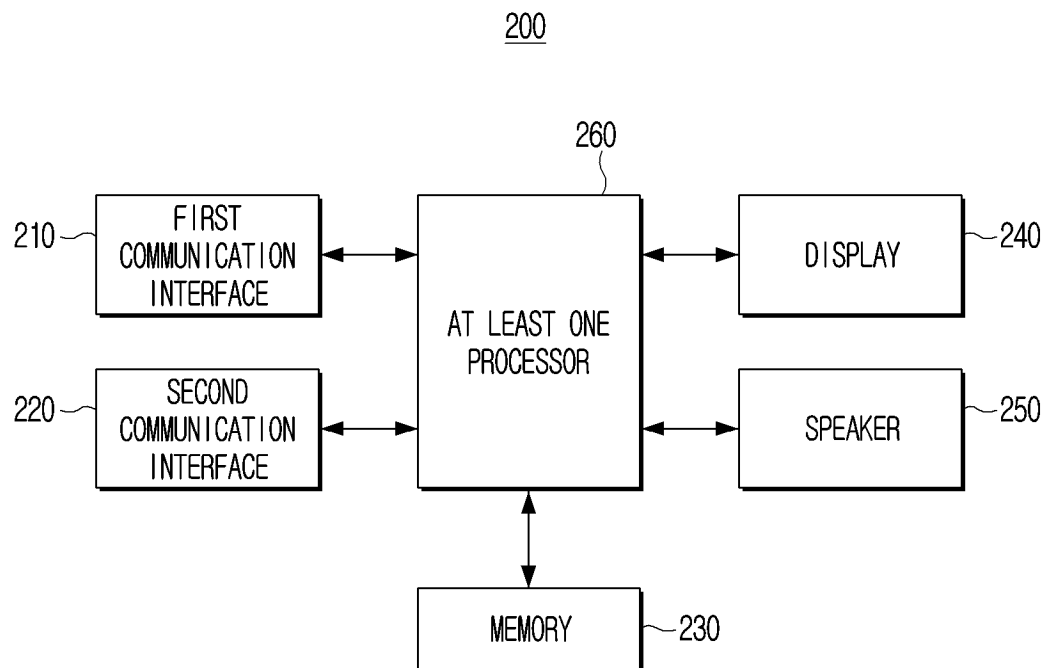 200
260
210
FIRST
COMMUNICATION
INTERFACE
AT LEAST ONE
PROCESSOR
DISPLAY
240
220
SECOND
COMMUNICATION
INTERFACE
SPEAKER
250
MEMORY
230